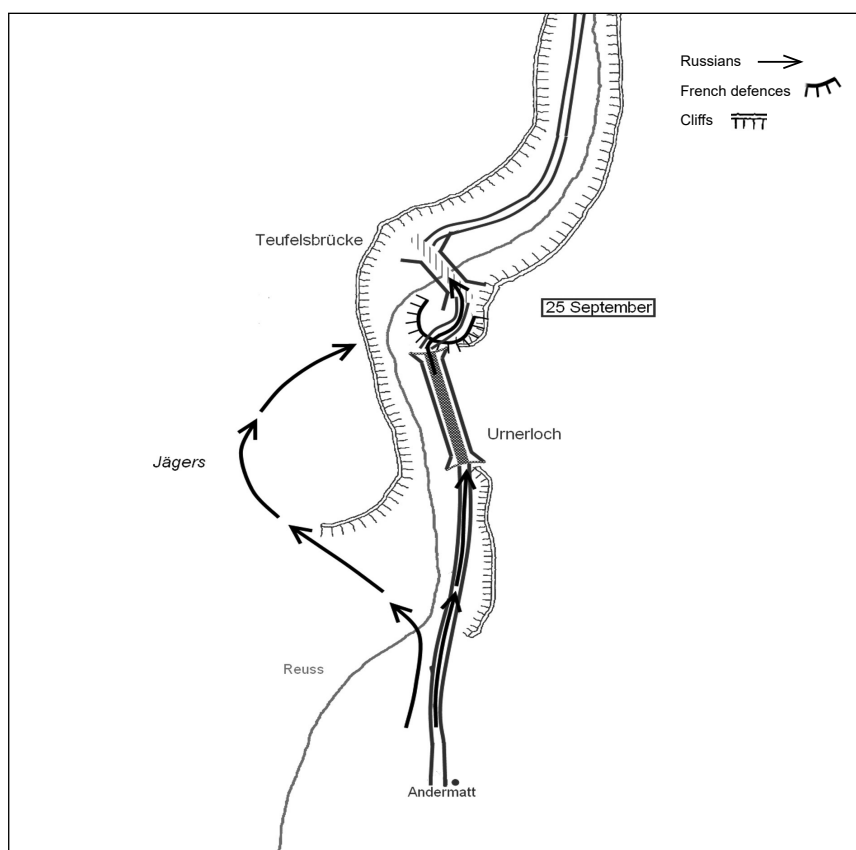 Russians
French defences
Cliffs
Teufelsbrücke
25 September
Urnerloch
Jägers
Reuss
Andermatt